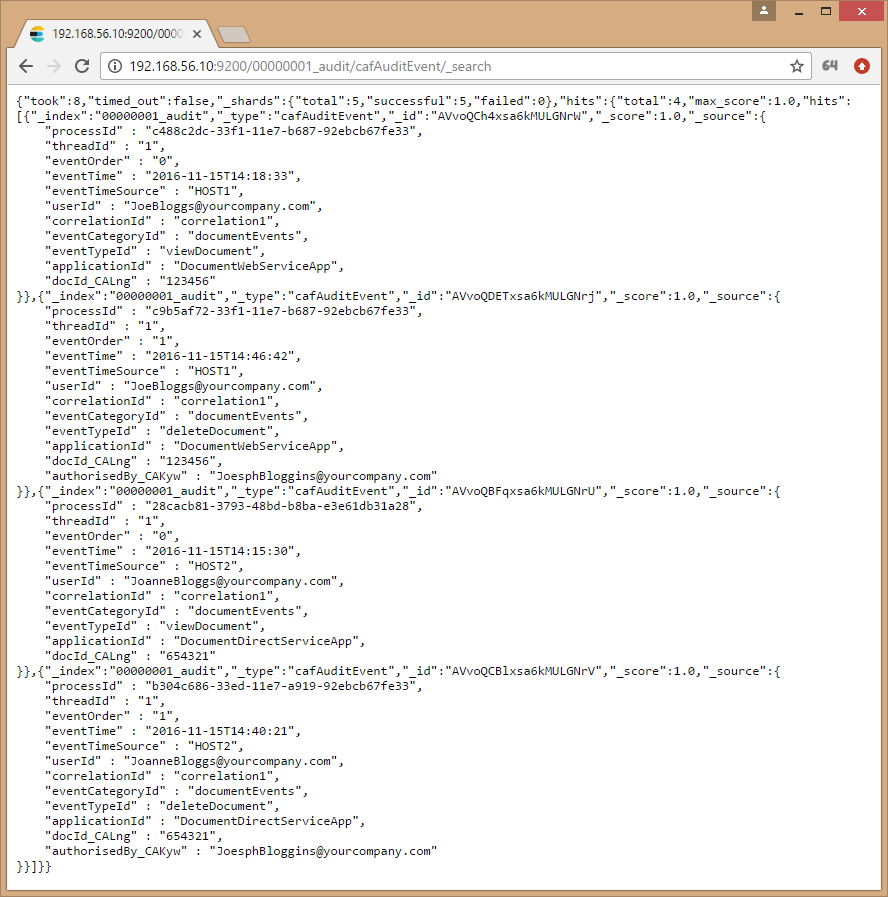 192.168.56.10:9200/0000
192.168.56.10:9200/00000001_audit/cafAuditEvent/_search
64
{"took":8,"timed_out":false,"_shards":{"total":5,"successful":5,"failed":0},"hits":{"total":4,"max_score":1.0,"hits":
[{"_index":"00000001_audit","_type":"cafAuditEvent","_id":"AVvoQCh4xsa6kMULGNrW","_score":1.0,"_source":{
"processId" : "c488c2dc-33f1-11e7-b687-92ebcb67fe33",
"threadId" : "1",
"eventOrder" : "0",
"eventTime" : "2016-11-15T14:18:33",
"eventTimeSource" : "HOST1",
"userId" : "JoeBloggs@yourcompany.com",
"correlationId" : "correlation1",
"eventCategoryId" : "documentEvents",
"eventTypeId" : "viewDocument",
"applicationId" : "DocumentWebServiceApp",
"docId_CALng" : "123456"
}},{"_index":"00000001_audit","_type":"cafAuditEvent","_id":"AVvoQDETxsa6kMULGNrj","_score":1.0,"_source":{
"processId" : "c9b5af72-33f1-11e7-b687-92ebcb67fe33",
"threadId" : "1",
"eventOrder" : "1",
"eventTime" : "2016-11-15T14:46:42",
"eventTimeSource" : "HOST1",
"userId" : "JoeBloggs@yourcompany.com",
"correlationId" : "correlation1",
"eventCategoryId" : "documentEvents",
"eventTypeId" : "deleteDocument",
"applicationId" : "DocumentWebServiceApp",
"docId_CALng" : "123456",
"authorisedBy_CAKyw" : "JoesphBloggins@yourcompany.com"
}},{"_index":"00000001_audit","_type":"cafAuditEvent","_id":"AVvoQBFqxsa6kMULGNrU","_score":1.0,"_source":{
"processId" : "28cacb81-3793-48bd-b8ba-e3e61db31a28",
"threadId" : "1",
"eventOrder" : "0",
"eventTime" : "2016-11-15T14:15:30",
"eventTimeSource" : "HOST2",
"userId" : "JoanneBloggs@yourcompany.com",
"correlationId" : "correlation1",
"eventCategoryId" : "documentEvents",
"eventTypeId" : "viewDocument",
"applicationId" : "DocumentDirectServiceApp",
"docId_CALng" : "654321"
}},{"_index":"00000001_audit","_type":"cafAuditEvent","_id":"AVvoQCBlxsa6kMULGNrV","_score":1.0,"_source":{
"processId" : "b304c686-33ed-11e7-a919-92ebcb67fe33",
"threadId" : "1",
"eventOrder" : "1",
"eventTime" : "2016-11-15T14:40:21",
"eventTimeSource" : "HOST2",
"userId" : "JoanneBloggs@yourcompany.com",
"correlationId" : "correlation1",
"eventCategoryId" : "documentEvents",
"eventTypeId" : "deleteDocument",
"applicationId" : "DocumentDirectServiceApp",
"docId_CALng" : "654321",
"authorisedBy_CAKyw" : "JoesphBloggins@yourcompany.com"
}}]}}